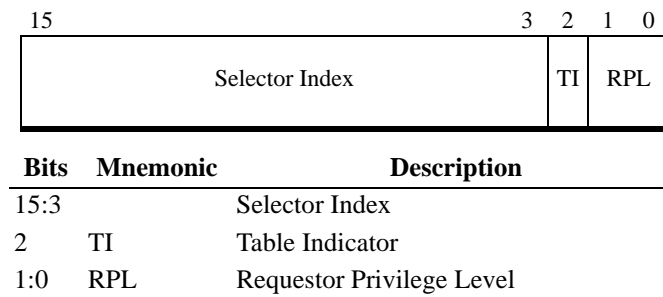 15 3 2 1 0
Selector Index TI RPL
Bits Mnemonic Description
15:3 Selector Index
2 TI Table Indicator
1:0 RPL Requestor Privilege Level